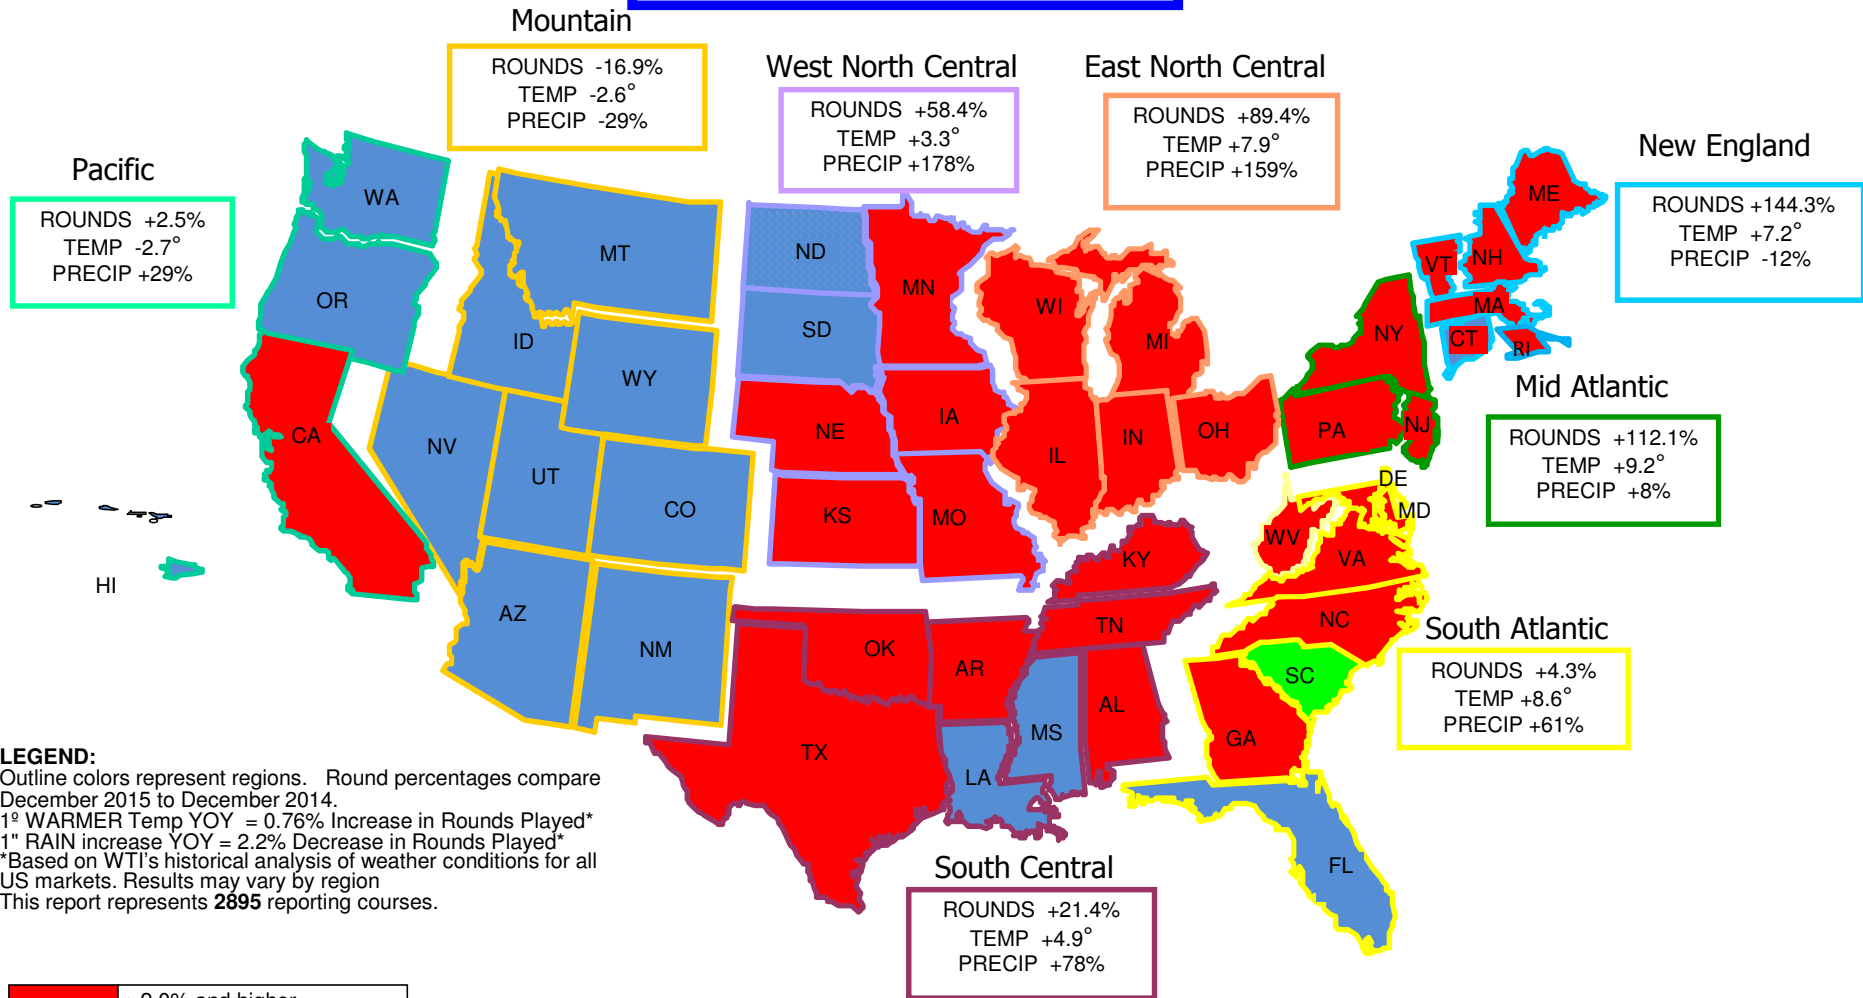 Mountain
ROUNDS -16.9%
TEMP -2.6°
PRECIP -29%
West North Central
ROUNDS +58.4%
TEMP +3.3°
PRECIP +178%
East North Central
ROUNDS +89.4%
TEMP +7.9°
PRECIP +159%
New England
ROUNDS +144.3%
TEMP +7.2°
PRECIP -12%
Pacific
ROUNDS +2.5%
TEMP -2.7°
PRECIP +29%
WA
OR
CA
HI
MT
ID
WY
NV
UT
CO
AZ
NM
ND
SD
MN
NE
IA
KS
MO
WI
MI
IL
IN
OH
ME
VT
NH
MA
CT
RI
NY
PA
NJ
Mid Atlantic
ROUNDS +112.1%
TEMP +9.2°
PRECIP +8%
DE
MD
WV
VA
NC
SC
GA
FL
South Atlantic
ROUNDS +4.3%
TEMP +8.6°
PRECIP +61%
KY
TN
OK
AR
TX
LA
MS
AL
South Central
ROUNDS +21.4%
TEMP +4.9°
PRECIP +78%
LEGEND:
Outline colors represent regions. Round percentages compare
December 2015 to December 2014.
1º WARMER Temp YOY = 0.76% Increase in Rounds Played*
1" RAIN increase YOY = 2.2% Decrease in Rounds Played*
*Based on WTI's historical analysis of weather conditions for all
US markets. Results may vary by region
This report represents 2895 reporting courses.
2.0% and higher